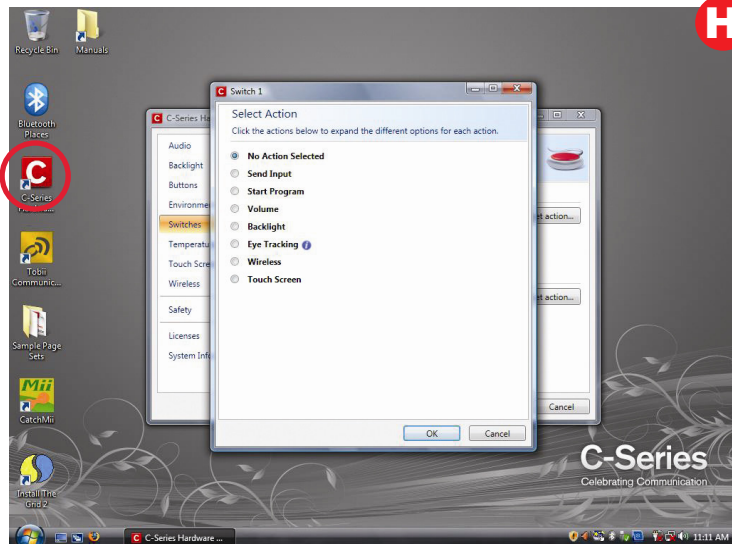 H
Recycle Bin
Manuals
Bluetooth
Places
C
C-Series
Tobii
Communic...
Sample Page
Sets
Mii
CatchMii
Install The
Grid 2
C C-Series Ha
Audio
Backlight
Buttons
Environme
Switches
Temperatu
Touch Scre
Wireless
Safety
Licenses
System Info
et action...
et action...
Cancel
C Switch 1
Select Action
Click the actions below to expand the different options for each action.
No Action Selected
Send Input
Start Program
Volume
Backlight
Eye Tracking i
Wireless
Touch Screen
OK
Cancel
C-Series
Celebrating Communication
C C-Series Hardware ...
11:11 AM